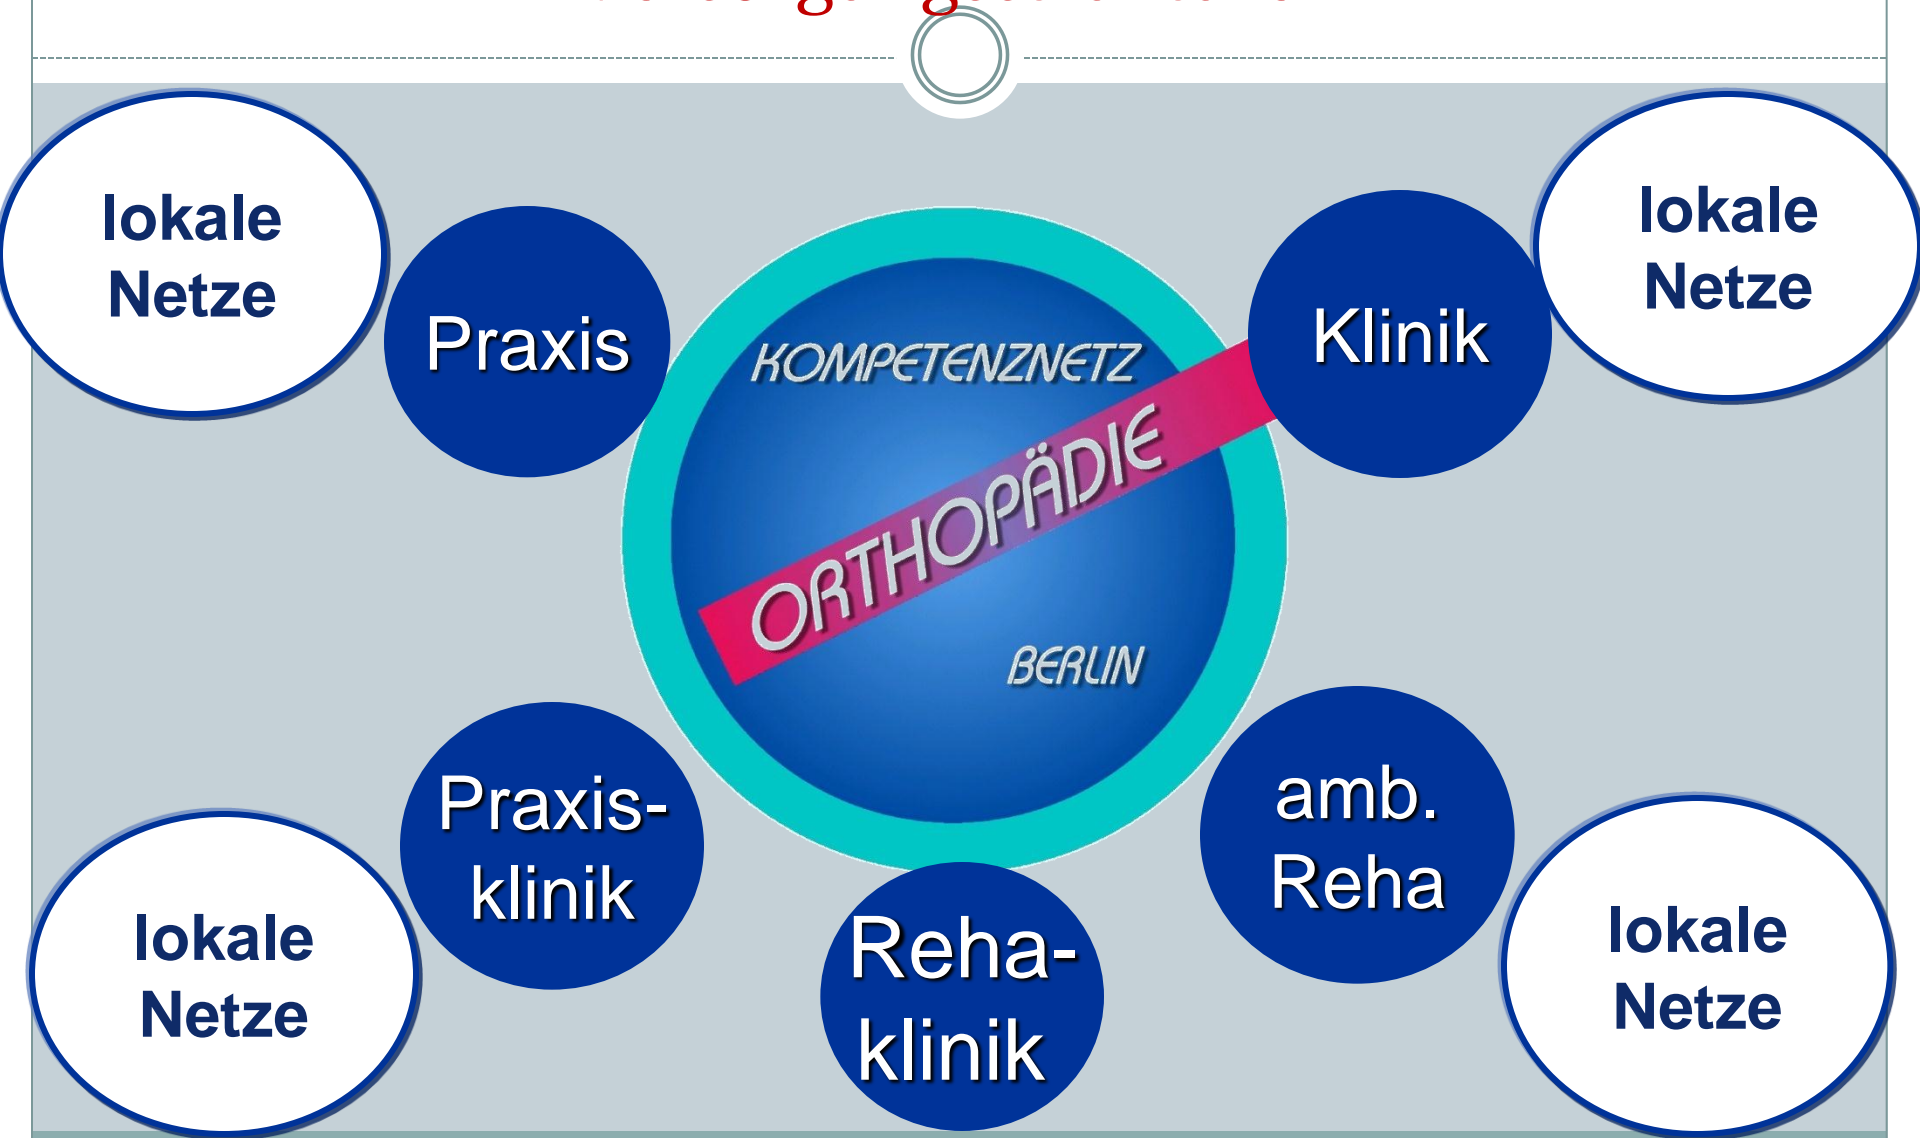 lokale
Netze
Praxis
KOMPETENZNETZ
ORTHOPÄDIE
BERLIN
Klinik
lokale
Netze
lokale
Netze
Praxis-
klinik
Reha-
klinik
amb.
Reha
lokale
Netze